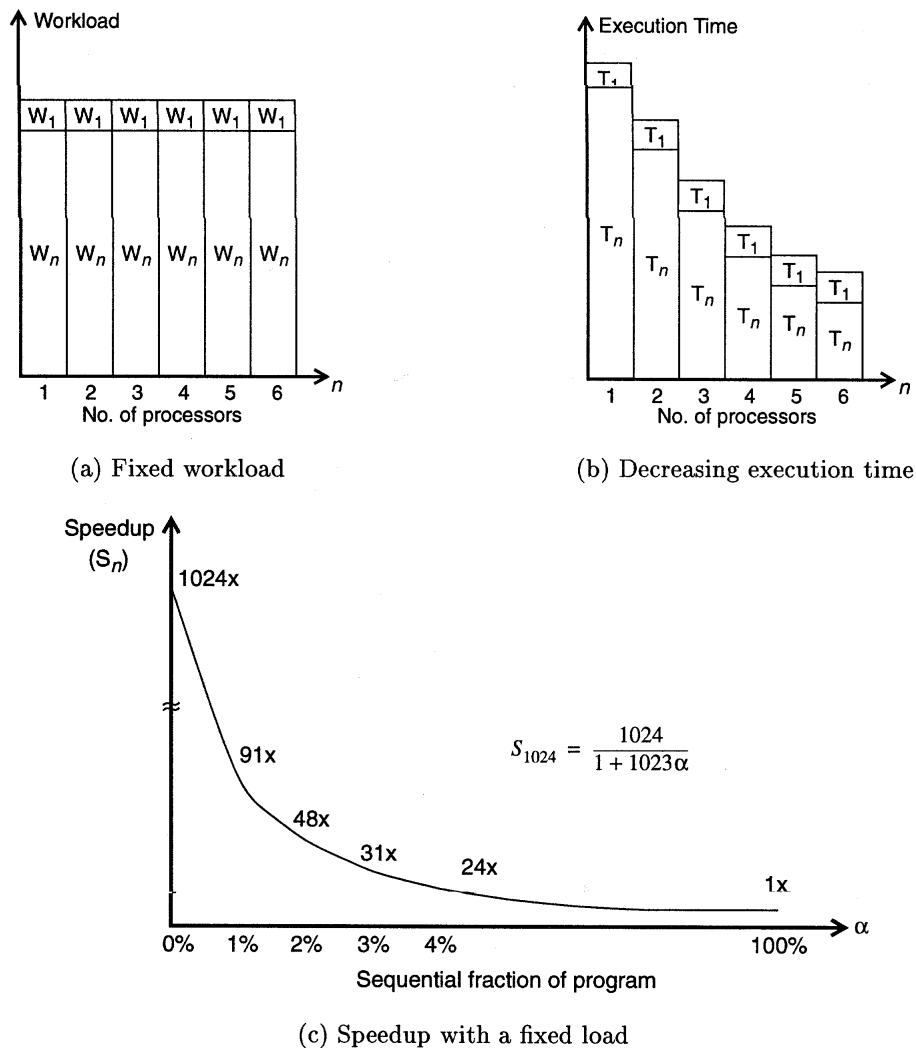 Workload
W1 W1 W1 W1 W1 W1
Wn Wn Wn Wn Wn Wn
n
1 2 3 4 5 6
No. of processors
(a) Fixed workload
Execution Time
T1
T1
T1
T1
T1
T1
Tn
Tn
Tn
Tn
Tn
Tn
n
1 2 3 4 5 6
No. of processors
(b) Decreasing execution time
Speedup
(Sn)
1024x
91x
48x
31x
24x
1x
S1024 = 1024 / 1 + 1023α
α
0% 1% 2% 3% 4% 100%
Sequential fraction of program
(c) Speedup with a fixed load